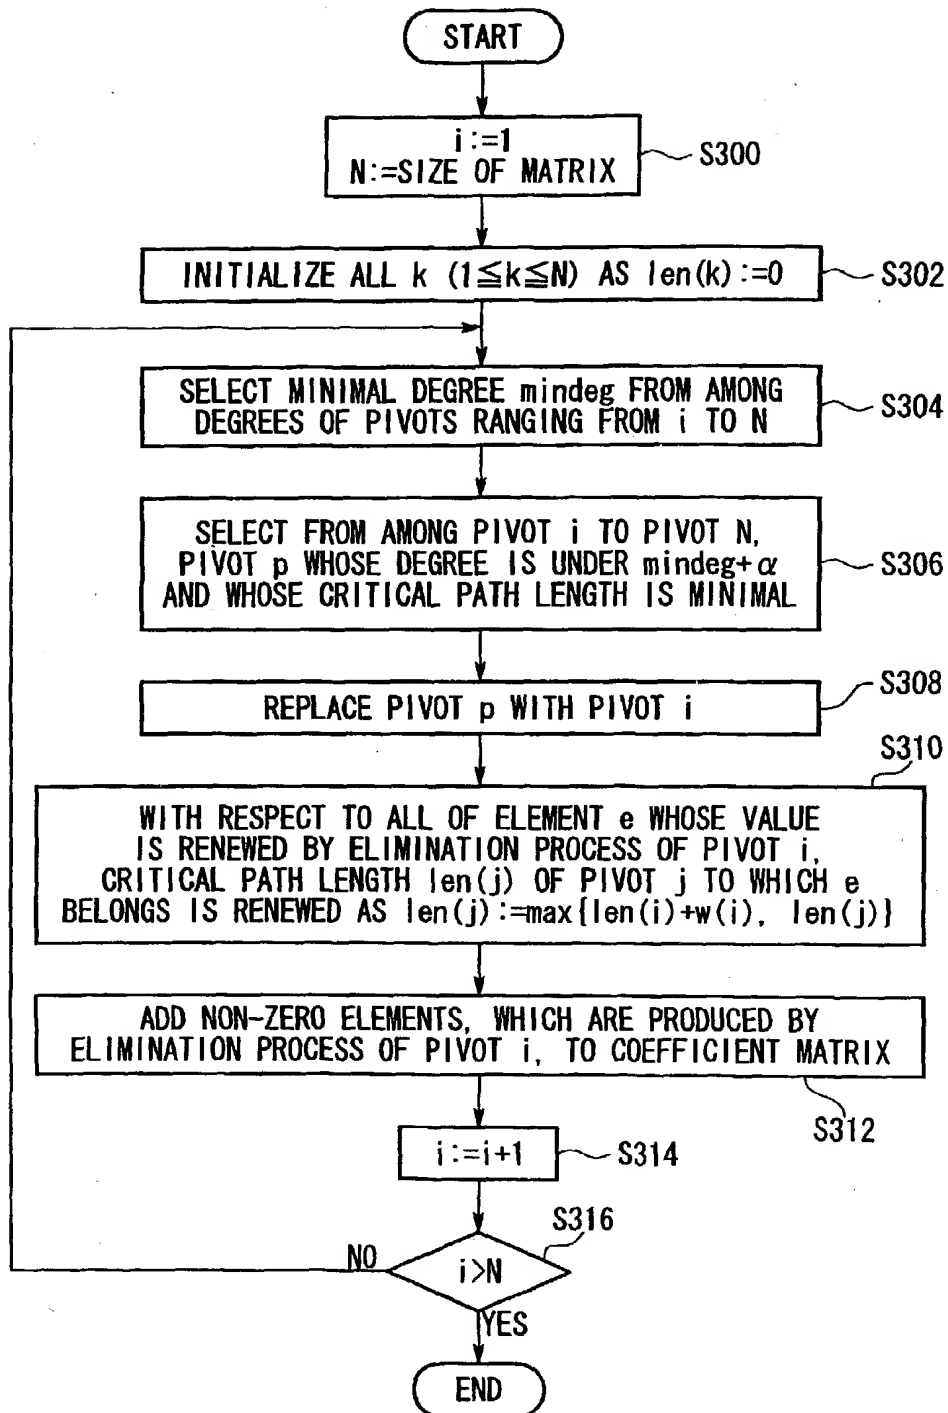 START
i:=1
N:=SIZE OF MATRIX
S300
INITIALIZE ALL k (1≦k≦N) AS len(k):=0
S302
SELECT MINIMAL DEGREE mindeg FROM AMONG
DEGREES OF PIVOTS RANGING FROM i TO N
S304
SELECT FROM AMONG PIVOT i TO PIVOT N,
PIVOT p WHOSE DEGREE IS UNDER mindeg+α
AND WHOSE CRITICAL PATH LENGTH IS MINIMAL
S306
REPLACE PIVOT p WITH PIVOT i
S308
S310
WITH RESPECT TO ALL OF ELEMENT e WHOSE VALUE
IS RENEWED BY ELIMINATION PROCESS OF PIVOT i,
CRITICAL PATH LENGTH len(j) OF PIVOT j TO WHICH e
BELONGS IS RENEWED AS len(j):=max{len(i)+w(i), len(j)}
ADD NON-ZERO ELEMENTS, WHICH ARE PRODUCED BY
ELIMINATION PROCESS OF PIVOT i, TO COEFFICIENT MATRIX
S312
i:=i+1
S314
S316
NO
i>N
YES
END